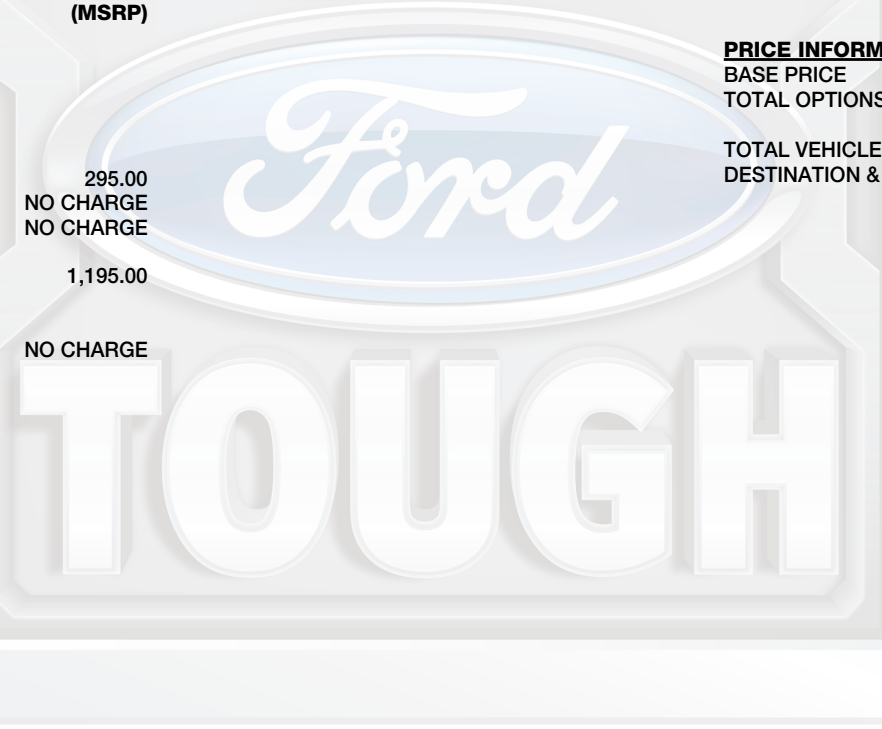 (MSRP)
295.00
NO CHARGE
NO CHARGE
1,195.00
NO CHARGE
PRICE INFORM
BASE PRICE
TOTAL OPTIONS
TOTAL VEHICLE
DESTINATION &
Ford
TOUGH